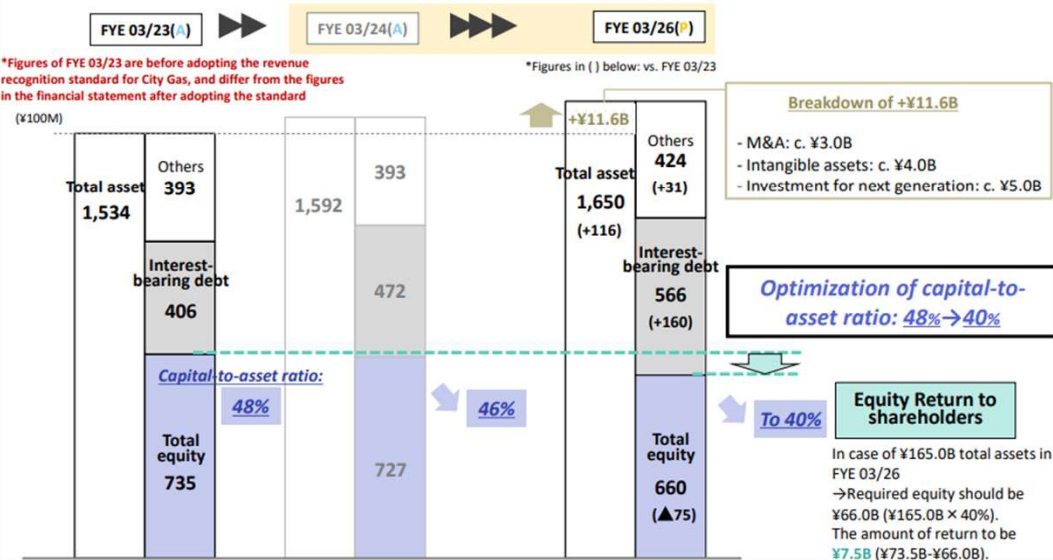 FYE 03/23(A)
FYE 03/24(A)
FYE 03/26(P)
*Figures of FYE 03/23 are before adopting the revenue
recognition standard for City Gas, and differ from the figures
in the financial statement after adopting the standard
*Figures in ( ) below: vs. FYE 03/23
(¥100M)
Total asset
1,534
Others
393
Interest-
bearing debt
406
Capital-to-asset ratio:
48%
Total
equity
735
1,592
393
472
46%
727
+¥11.6B
Total asset
1,650
(+116)
Others
424
(+31)
Interest-
bearing debt
566
(+160)
Total
equity
660
(▲75)
To 40%
Breakdown of +¥11.6B
- M&A: c. ¥3.0B
- Intangible assets: c. ¥4.0B
- Investment for next generation: c. ¥5.0B
Optimization of capital-to-
asset ratio: 48%→40%
Equity Return to
shareholders
In case of ¥165.0B total assets in
FYE 03/26
→Required equity should be
¥66.0B (¥165.0B × 40%).
The amount of return to be
¥7.5B (¥73.5B-¥66.0B).